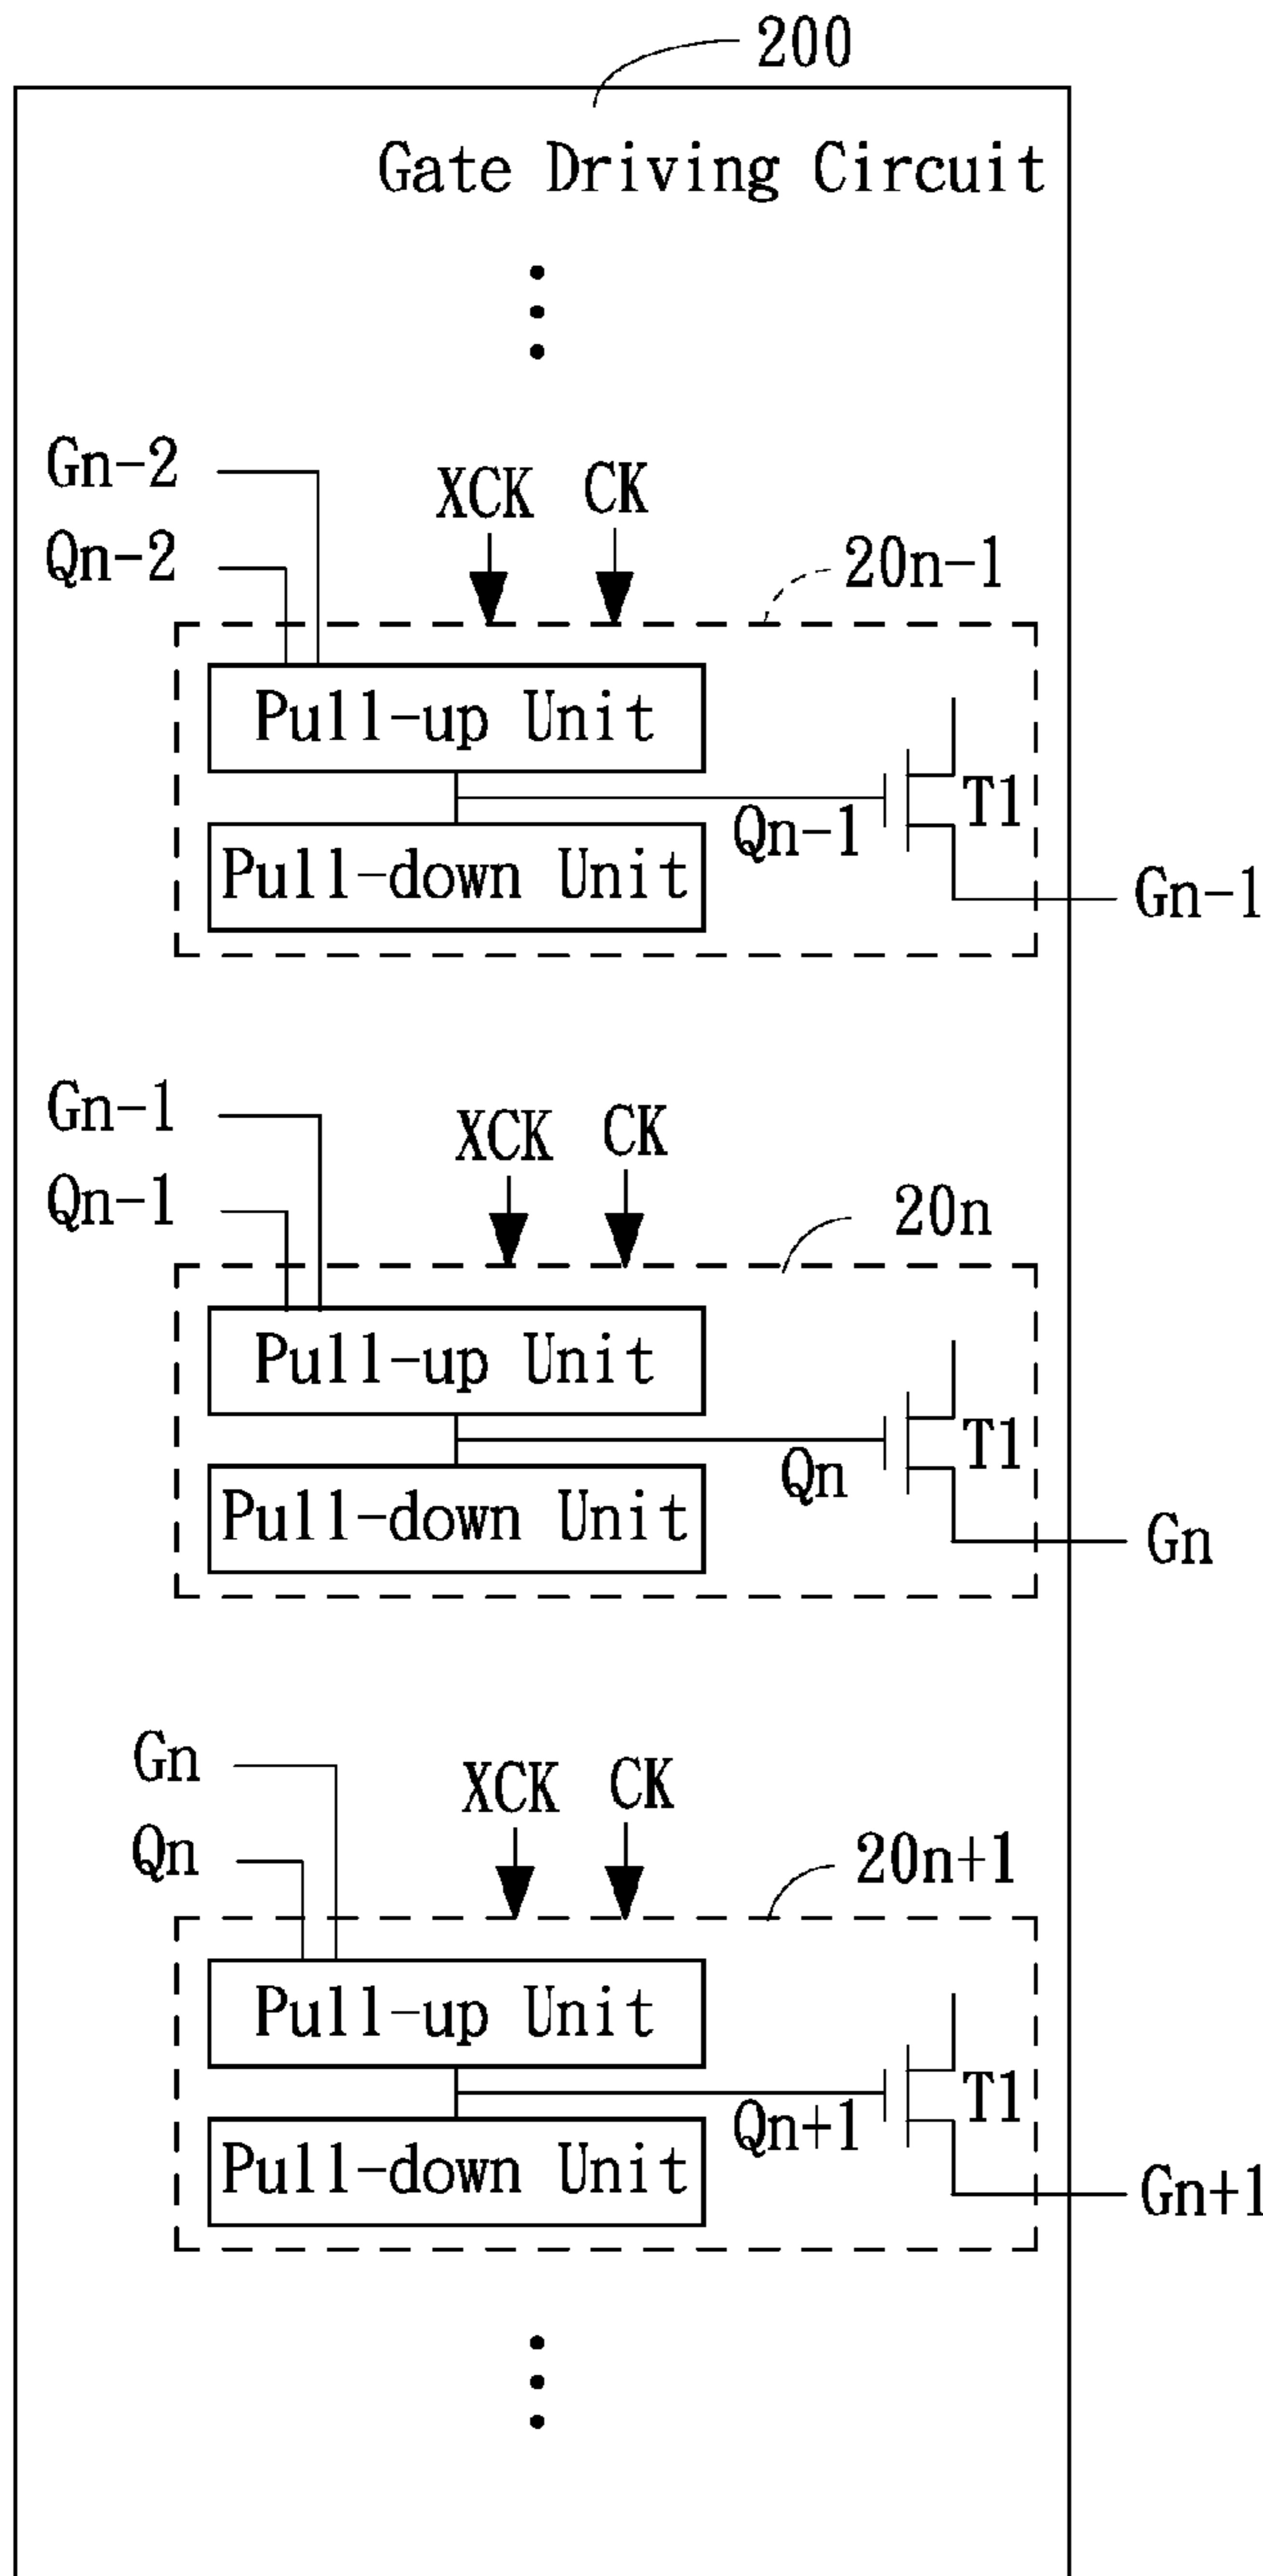 200
Gate Driving Circuit
Gn-2
XCK CK
Qn-2
20n-1
Pull-up Unit
T1
Qn-1
Pull-down Unit
Gn-1
Gn-1
XCK CK
Qn-1
20n
Pull-up Unit
T1
Qn
Pull-down Unit
Gn
Gn
XCK CK
Qn
20n+1
Pull-up Unit
T1
Qn+1
Pull-down Unit
Gn+1